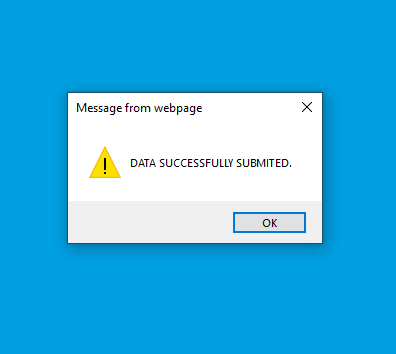 Message from webpage
DATA SUCCESSFULLY SUBMITED.
OK